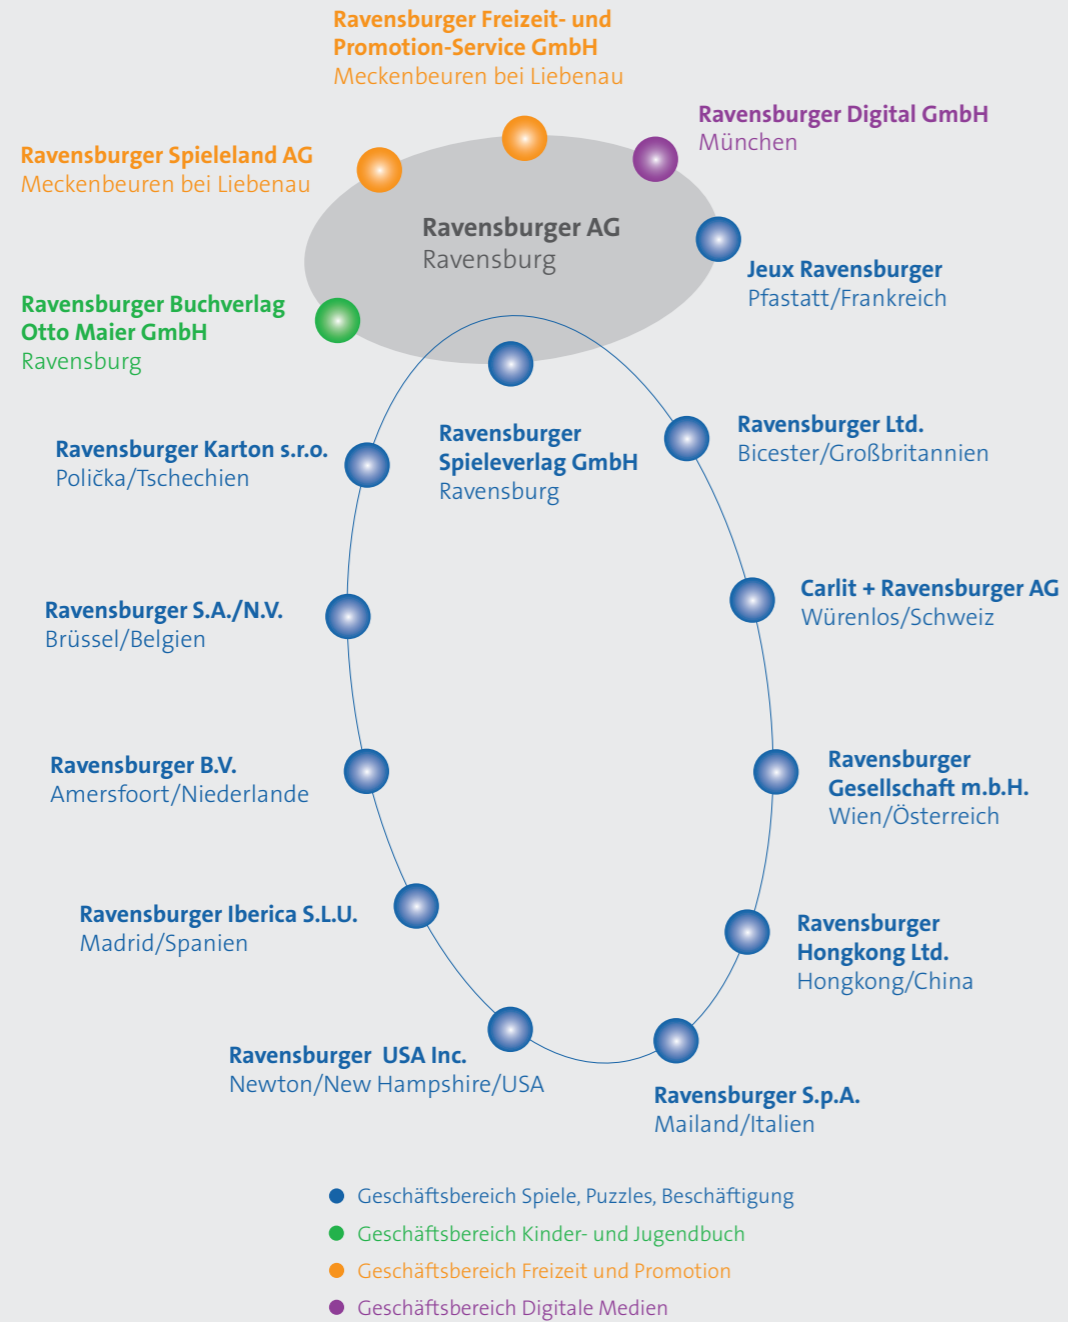 Ravensburger Freizeit- und
Promotion-Service GmbH
Meckenbeuren bei Liebenau
Ravensburger Digital GmbH
München
Ravensburger Spieleland AG
Meckenbeuren bei Liebenau
Ravensburger AG
Ravensburg
Jeux Ravensburger
Pfastatt/Frankreich
Ravensburger Buchverlag
Otto Maier GmbH
Ravensburg
Ravensburger
Spieleverlag GmbH
Ravensburg
Ravensburger Ltd.
Bicester/Großbritannien
Ravensburger Karton s.r.o.
Polička/Tschechien
Carlit + Ravensburger AG
Würenlos/Schweiz
Ravensburger S.A./N.V.
Brüssel/Belgien
Ravensburger B.V.
Amersfoort/Niederlande
Ravensburger
Gesellschaft m.b.H.
Wien/Österreich
Ravensburger Iberica S.L.U.
Madrid/Spanien
Ravensburger
Hongkong Ltd.
Hongkong/China
Ravensburger USA Inc.
Newton/New Hampshire/USA
Ravensburger S.p.A.
Mailand/Italien
Geschäftsbereich Spiele, Puzzles, Beschäftigung
Geschäftsbereich Kinder- und Jugendbuch
Geschäftsbereich Freizeit und Promotion
Geschäftsbereich Digitale Medien